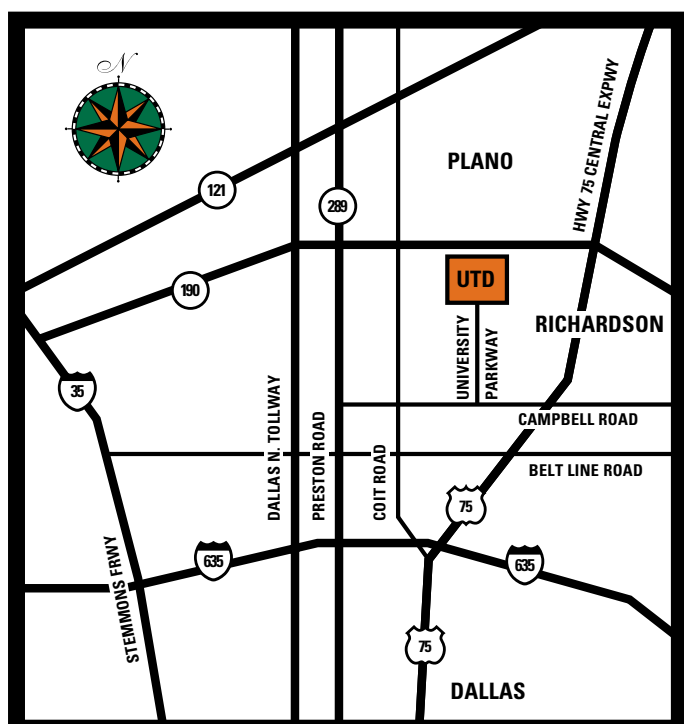 N
HWY 75 CENTRAL EXPWY
PLANO
121
289
190
UTD
RICHARDSON
UNIVERSITY
PARKWAY
35
CAMPBELL ROAD
DALLAS N. TOLLWAY
PRESTON ROAD
COIT ROAD
BELT LINE ROAD
75
635
635
STEMMONS FRWY
75
DALLAS